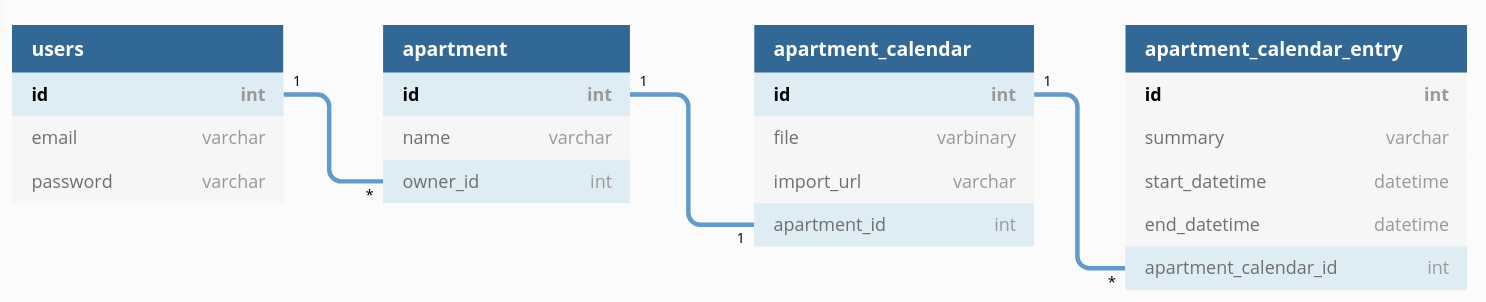 users
id int
email varchar
password varchar
1
*
apartment
id int
name varchar
owner_id int
1
1
apartment_calendar
id int
file varbinary
import_url varchar
apartment_id int
1
*
apartment_calendar_entry
id int
summary varchar
start_datetime datetime
end_datetime datetime
apartment_calendar_id int